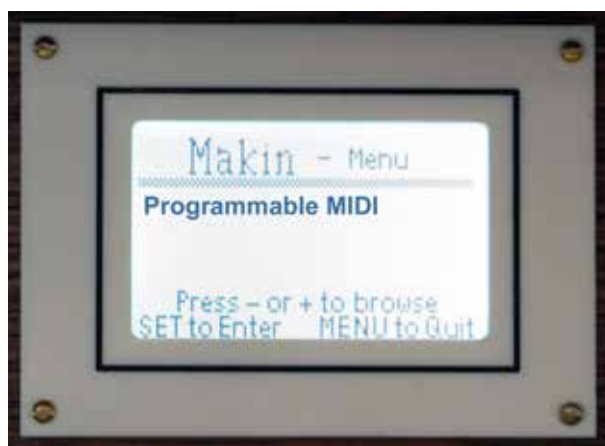 Makin - Menu
Programmable MIDI
Press - or + to browse
SET to Enter MENU to Quit